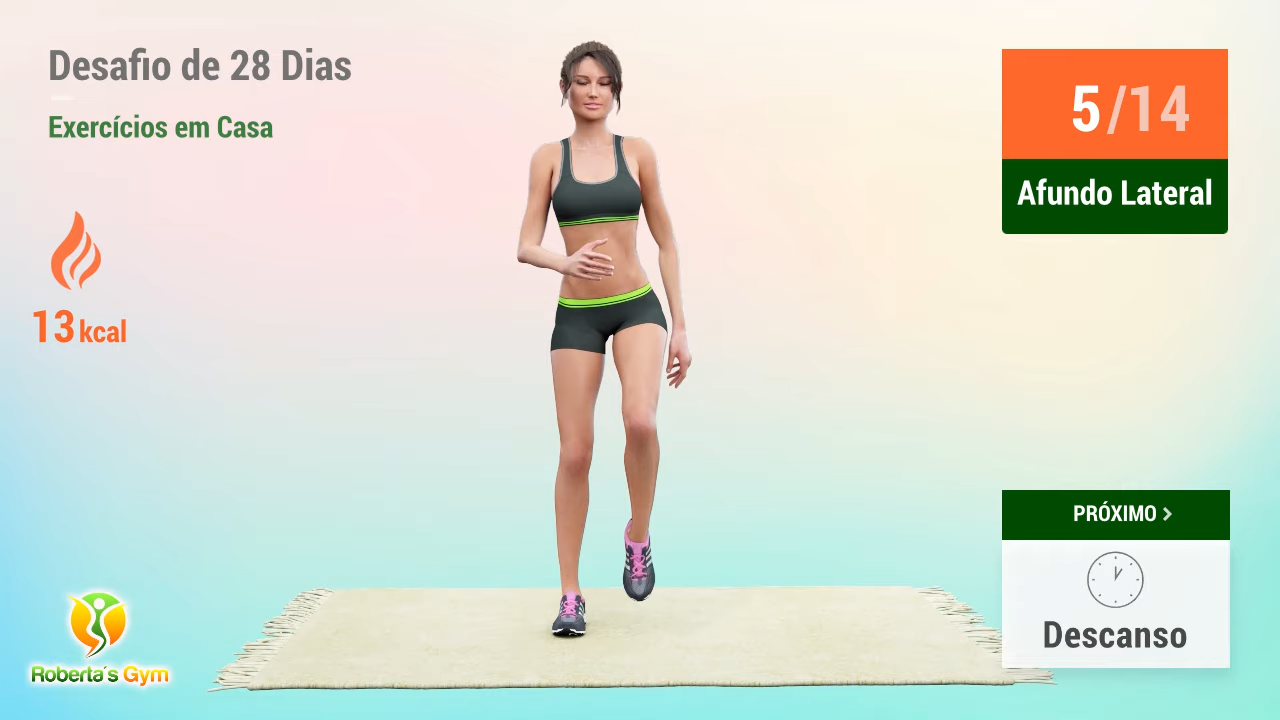 Desafio de 28 Dias
Exercícios em Casa
5/14
Afundo Lateral
13 kcal
PRÓXIMO >
Descanso
Roberta´s Gym